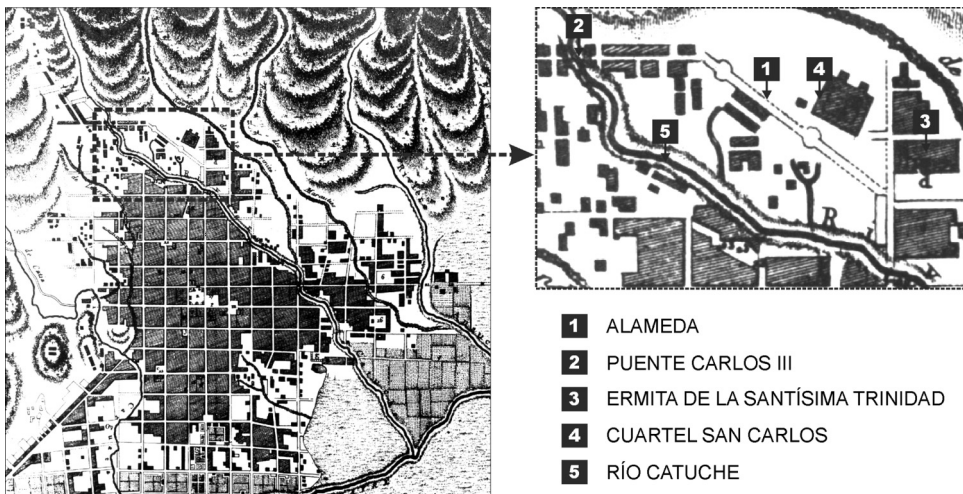 2
1
4
3
5
R
1 ALAMEDA
2 PUENTE CARLOS III
3 ERMITA DE LA SANTÍSIMA TRINIDAD
4 CUARTEL SAN CARLOS
5 RÍO CATUCHE